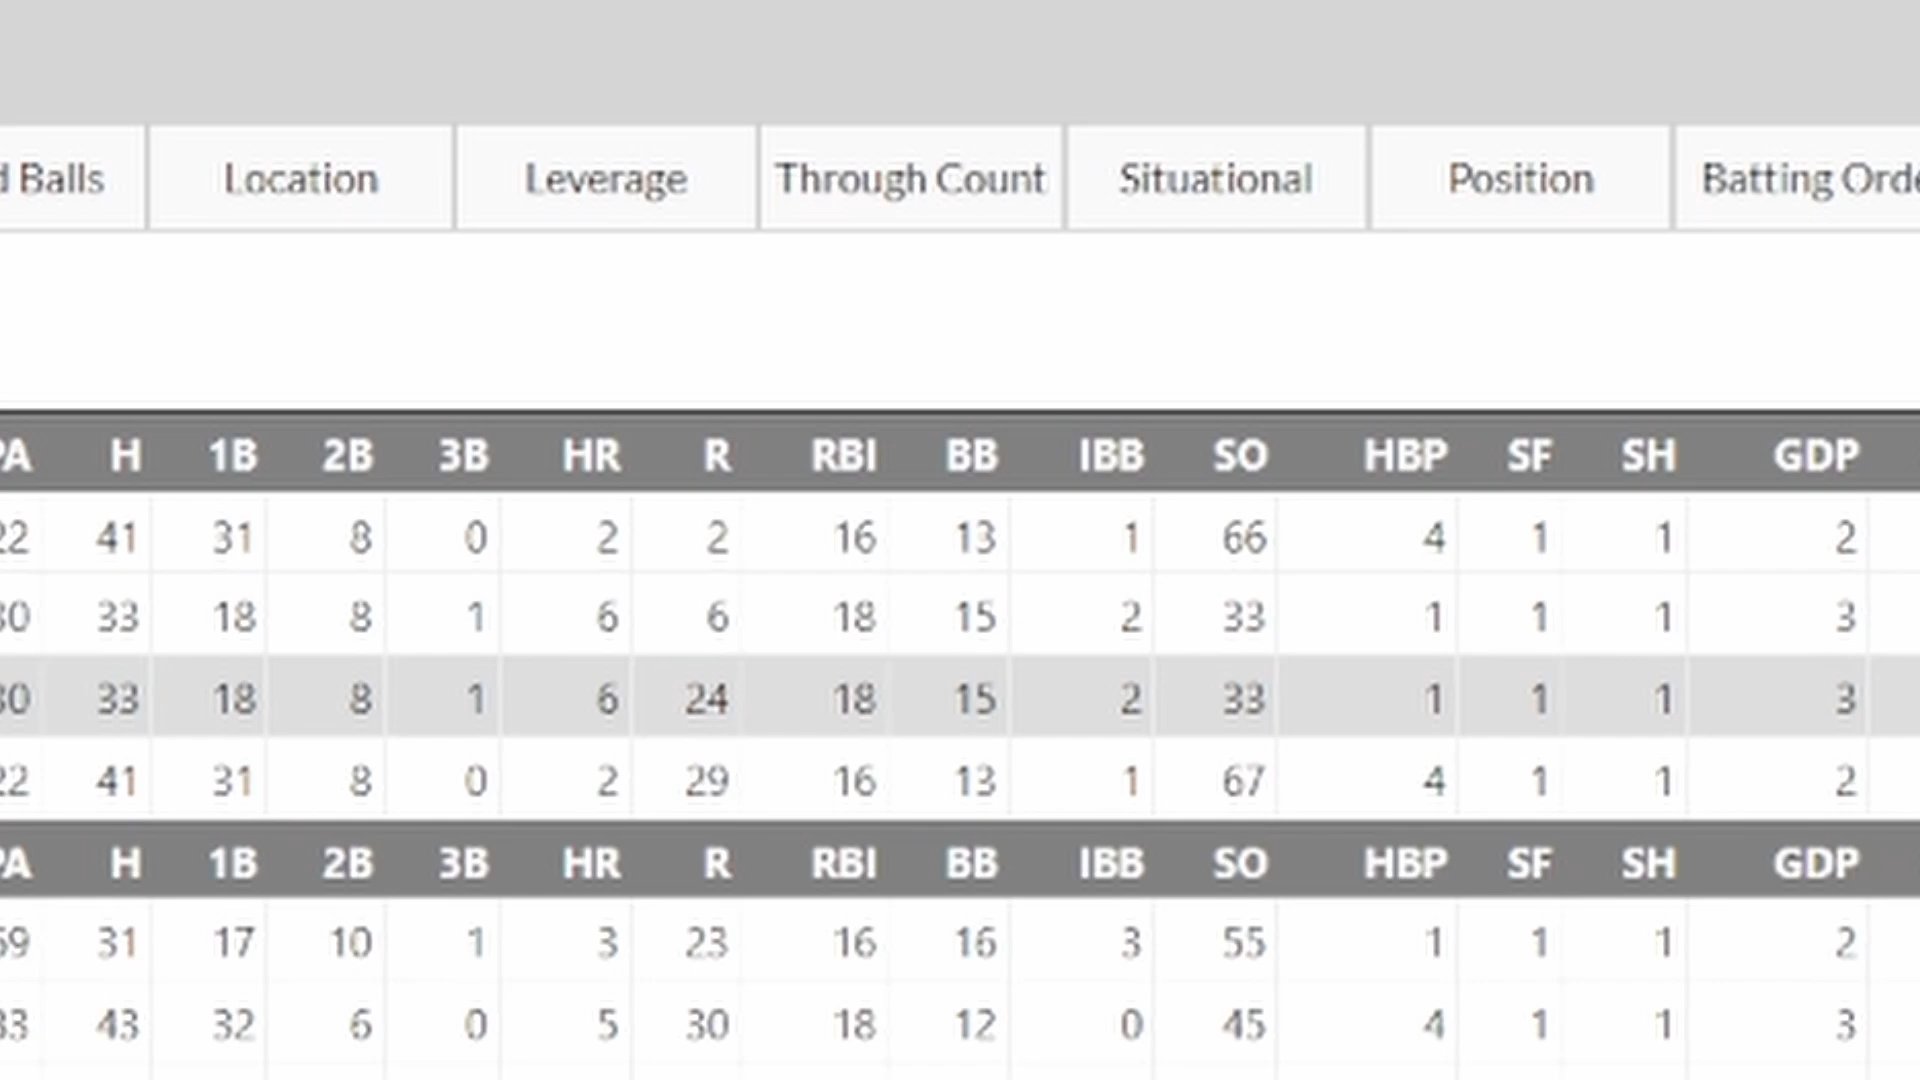 d Balls Location Leverage Through Count Situational Position Batting Orde
PA H 1B 2B 3B HR R RBI BB IBB SO HBP SF SH GDP
22 41 31 8 0 2 2 16 13 1 66 4 1 1 2
30 33 18 8 1 6 6 18 15 2 33 1 1 1 3
30 33 18 8 1 6 24 18 15 2 33 1 1 1 3
22 41 31 8 0 2 29 16 13 1 67 4 1 1 2
PA H 1B 2B 3B HR R RBI BB IBB SO HBP SF SH GDP
69 31 17 10 1 3 23 16 16 3 55 1 1 1 2
33 43 32 6 0 5 30 18 12 0 45 4 1 1 3